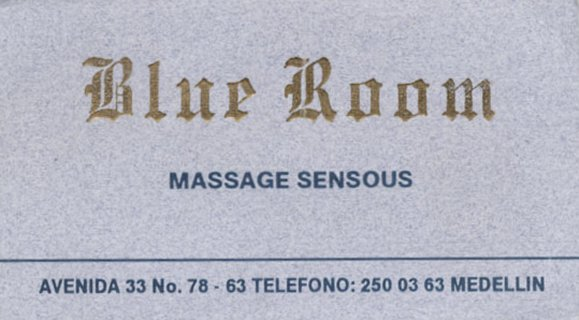 Blue Room
MASSAGE SENSOUS
AVENIDA 33 No. 78 - 63 TELEFONO: 250 03 63 MEDELLIN